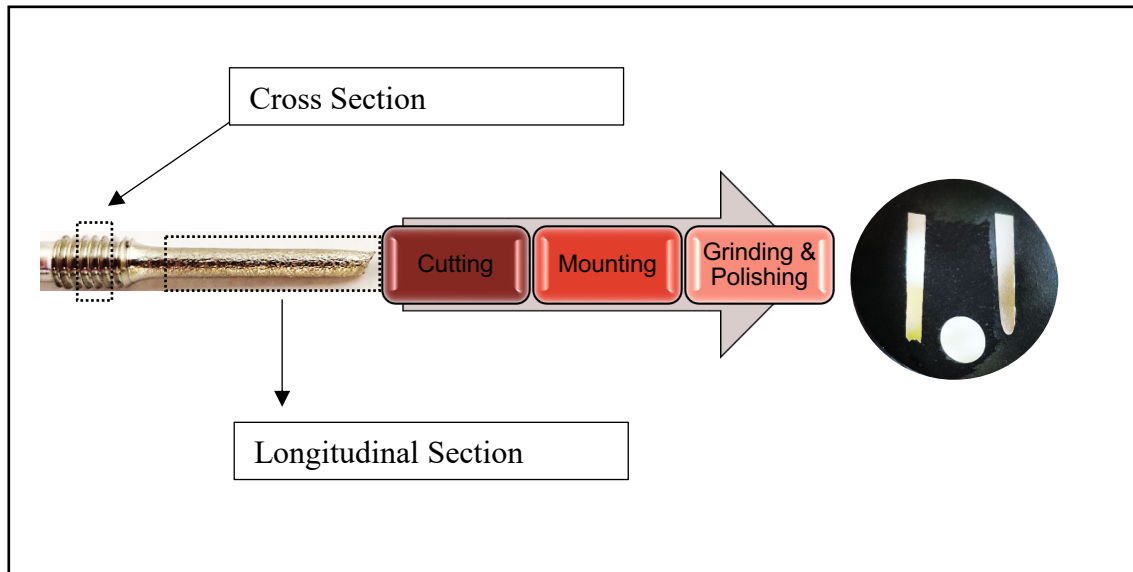 Cross Section
Cutting
Mounting
Grinding &
Polishing
Longitudinal Section